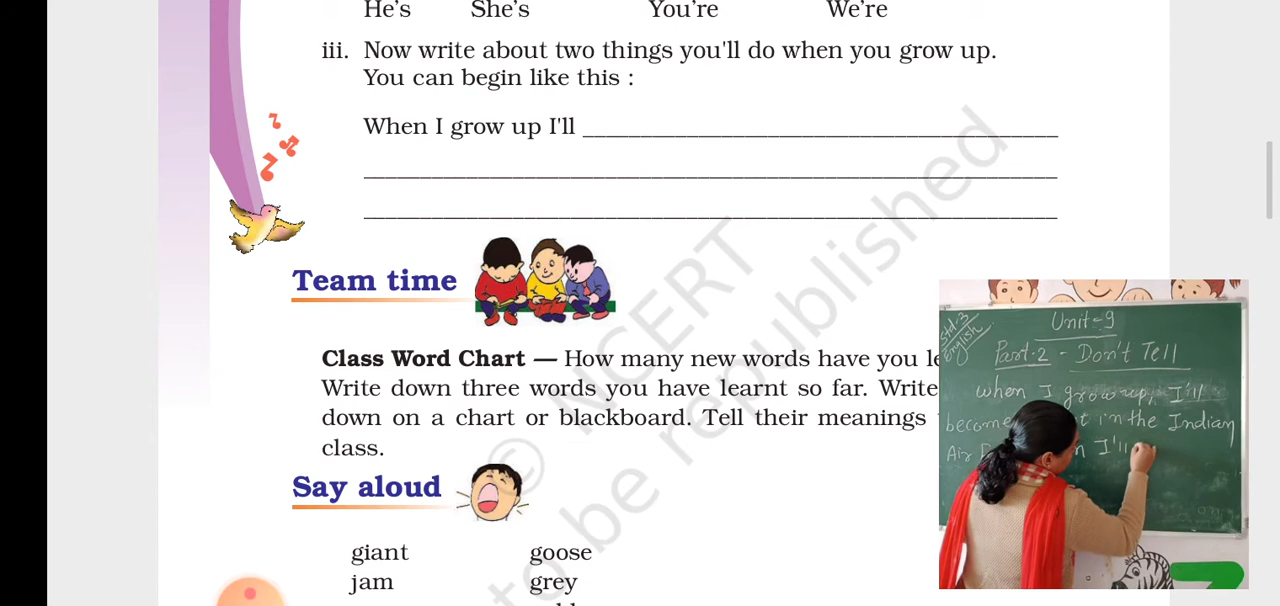 He's She's You're We're
iii. Now write about two things you'll do when you grow up.
You can begin like this :
When I grow up I'll
Team time
Class Word Chart — How many new words have you
Write down three words you have learnt so far. Write
down on a chart or blackboard. Tell their meanings
class.
Say aloud
giant goose
jam grey
© NCERT
to be republished
Std-3
English
Unit-9
Part-2 - Don't Tell
when I grow up, I'll
become in the Indian
Air I'll